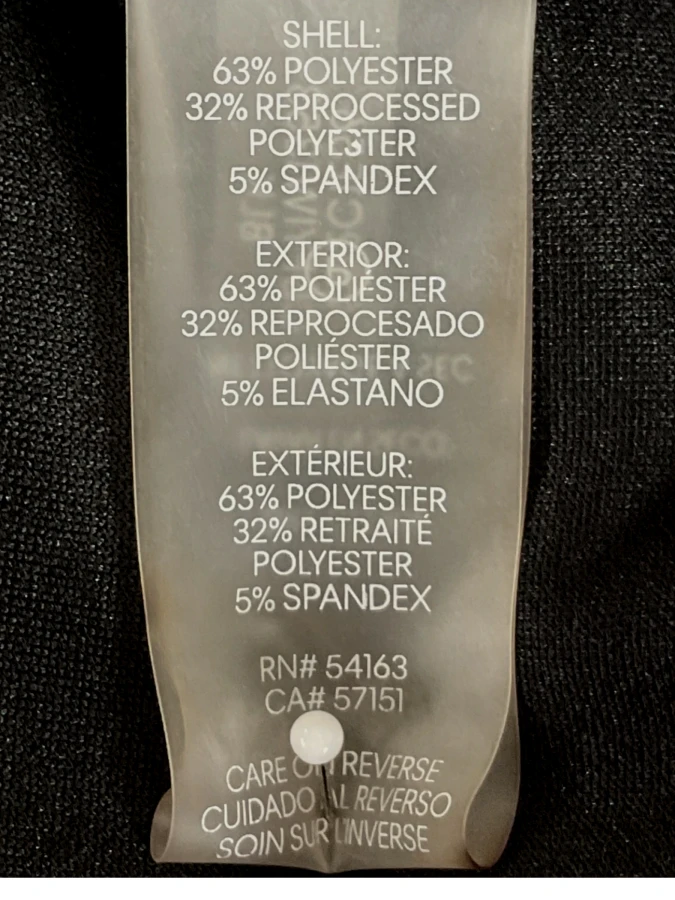 SHELL:
63% POLYESTER
32% REPROCESSED
POLYESTER
5% SPANDEX
EXTERIOR:
63% POLIÉSTER
32% REPROCESADO
POLIÉSTER
5% ELASTANO
EXTÉRIEUR:
63% POLYESTER
32% RETRAITÉ
POLYESTER
5% SPANDEX
RN# 54163
CA# 57151
CARE ON REVERSE
CUIDADO AL REVERSO
SOIN SUR L'INVERSE